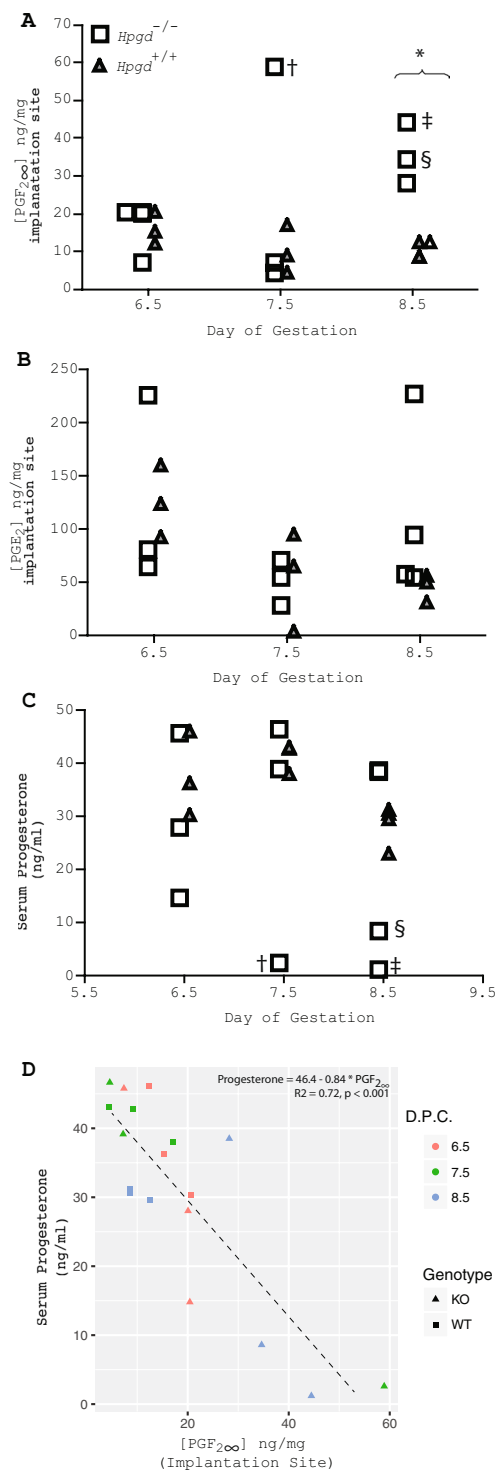 A
Hpgd-/-
Hpgd+/+
70
60
50
40
30
20
10
0
†
*
‡
§
[PGF2∞] ng/mg
implanatation site
6.5 7.5 8.5
Day of Gestation
B
250
200
150
100
50
0
[PGE2] ng/mg
implantation site
6.5 7.5 8.5
Day of Gestation
C
50
40
30
20
10
0
Serum Progesterone
(ng/ml)
†
§
‡
5.5 6.5 7.5 8.5 9.5
Day of Gestation
D
Progesterone = 46.4 - 0.84 * PGF2∞
R2 = 0.72, p < 0.001
40
30
20
10
0
Serum Progesterone
(ng/ml)
20 40 60
[PGF2∞] ng/mg
(Implantation Site)
D.P.C.
6.5
7.5
8.5
Genotype
KO
WT